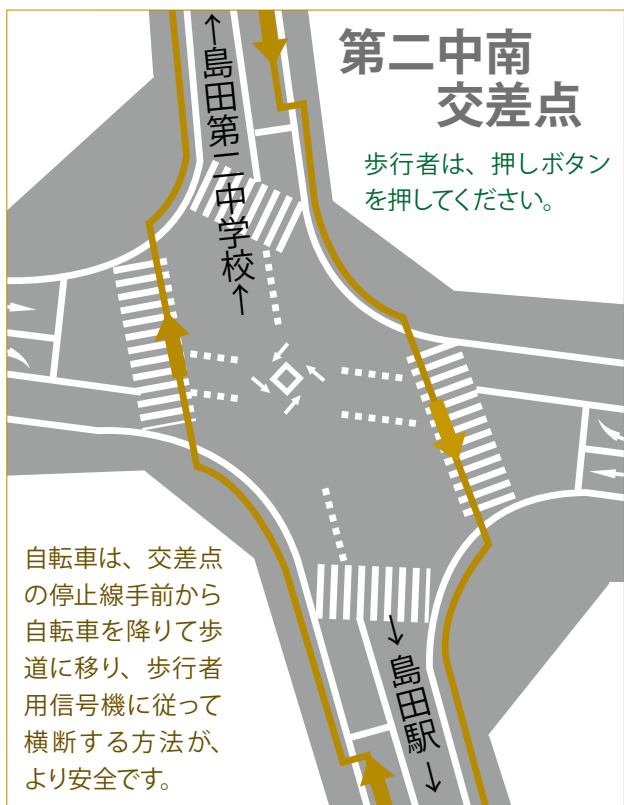 第二中南
交差点
歩行者は、押しボタン
を押してください。
←島田第二中学校←
自転車は、交差点
の停止線手前から
自転車を降りて歩
道に移り、歩行者
用信号機に従って
横断する方法が、
より安全です。
→島田駅→